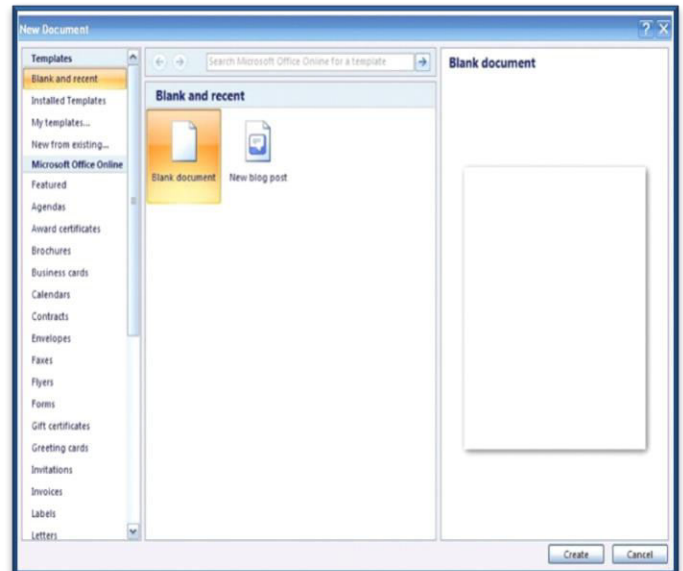 New Document
Templates
Blank and recent
Installed Templates
My templates...
New from existing...
Microsoft Office Online
Featured
Agendas
Award certificates
Brochures
Business cards
Calendars
Contracts
Envelopes
Faxes
Flyers
Forms
Gift certificates
Greeting cards
Invitations
Invoices
Labels
Letters
Search Microsoft Office Online for a template
Blank and recent
Blank document
New blog post
Blank document
Create
Cancel